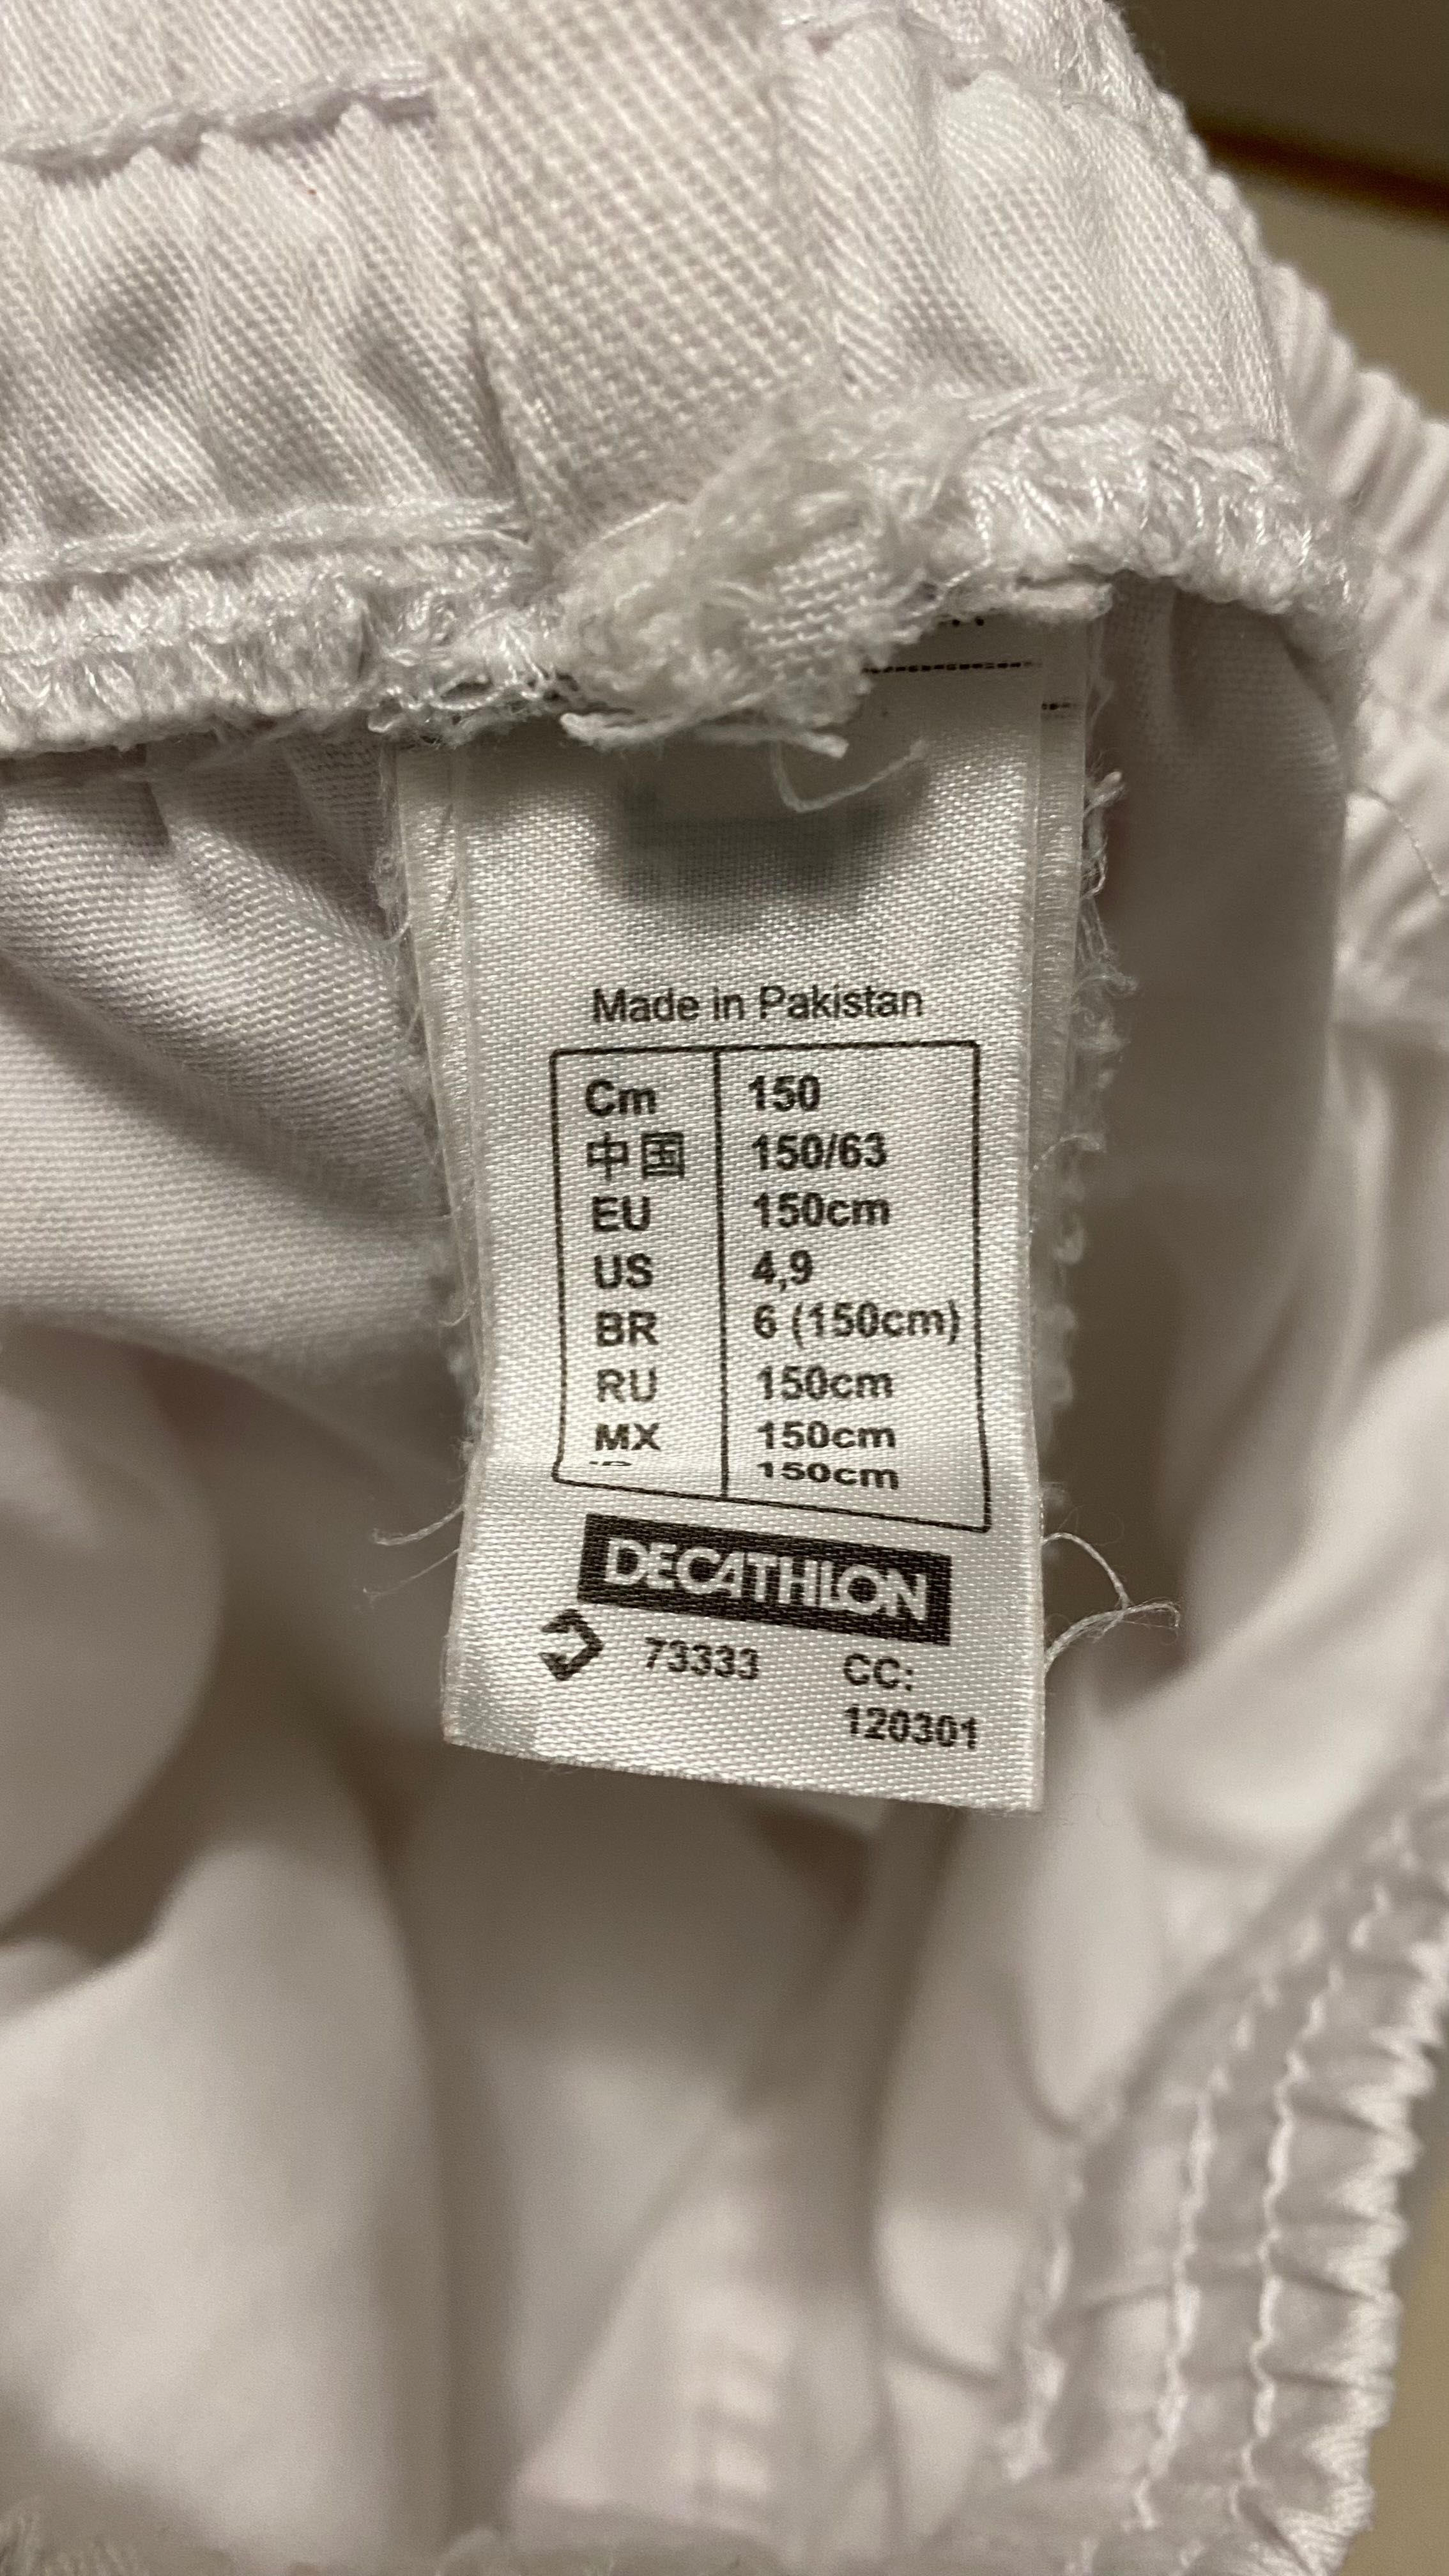 Made in Pakistan
Cm 150
中国 150/63
EU 150cm
US 4,9
BR 6 (150cm)
RU 150cm
MX 150cm
150cm
DECATHLON
73333 CC:
120301